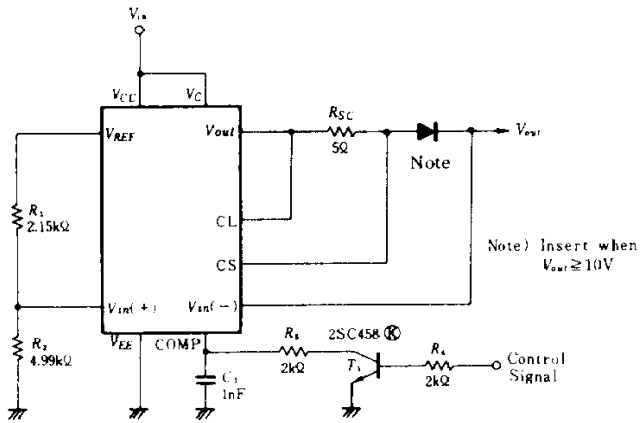 Vin
VCC VC
VREF
Vout
RSC
5Ω
Vout
Note
R1
2.15kΩ
CL
CS
Note) Insert when
Vout≧10V
Vin(+)
Vin(−)
R2
4.99kΩ
VEE
COMP
R3
2kΩ
2SC458 Ⓚ
T1
R4
2kΩ
Control
Signal
C1
1nF